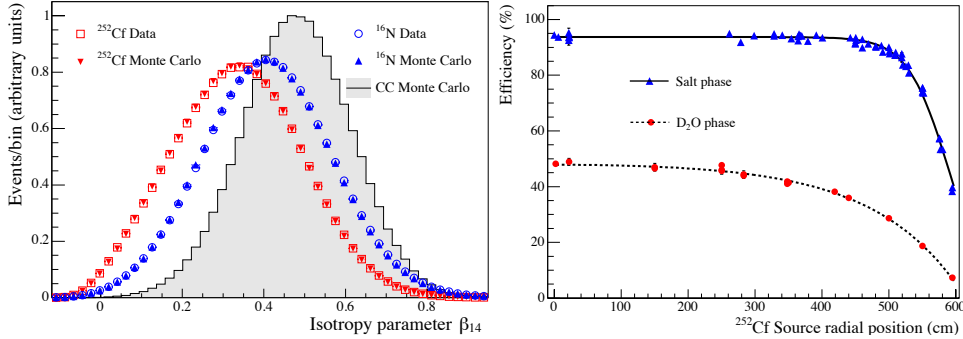 Events/bin (arbitrary units)
1
0.8
0.6
0.4
0.2
0
²⁵²Cf Data
²⁵²Cf Monte Carlo
¹⁶N Data
¹⁶N Monte Carlo
CC Monte Carlo
0 0.2 0.4 0.6 0.8
Isotropy parameter β₁₄
Efficiency (%)
100
80
60
40
20
0
Salt phase
D₂O phase
0 100 200 300 400 500 600
²⁵²Cf Source radial position (cm)